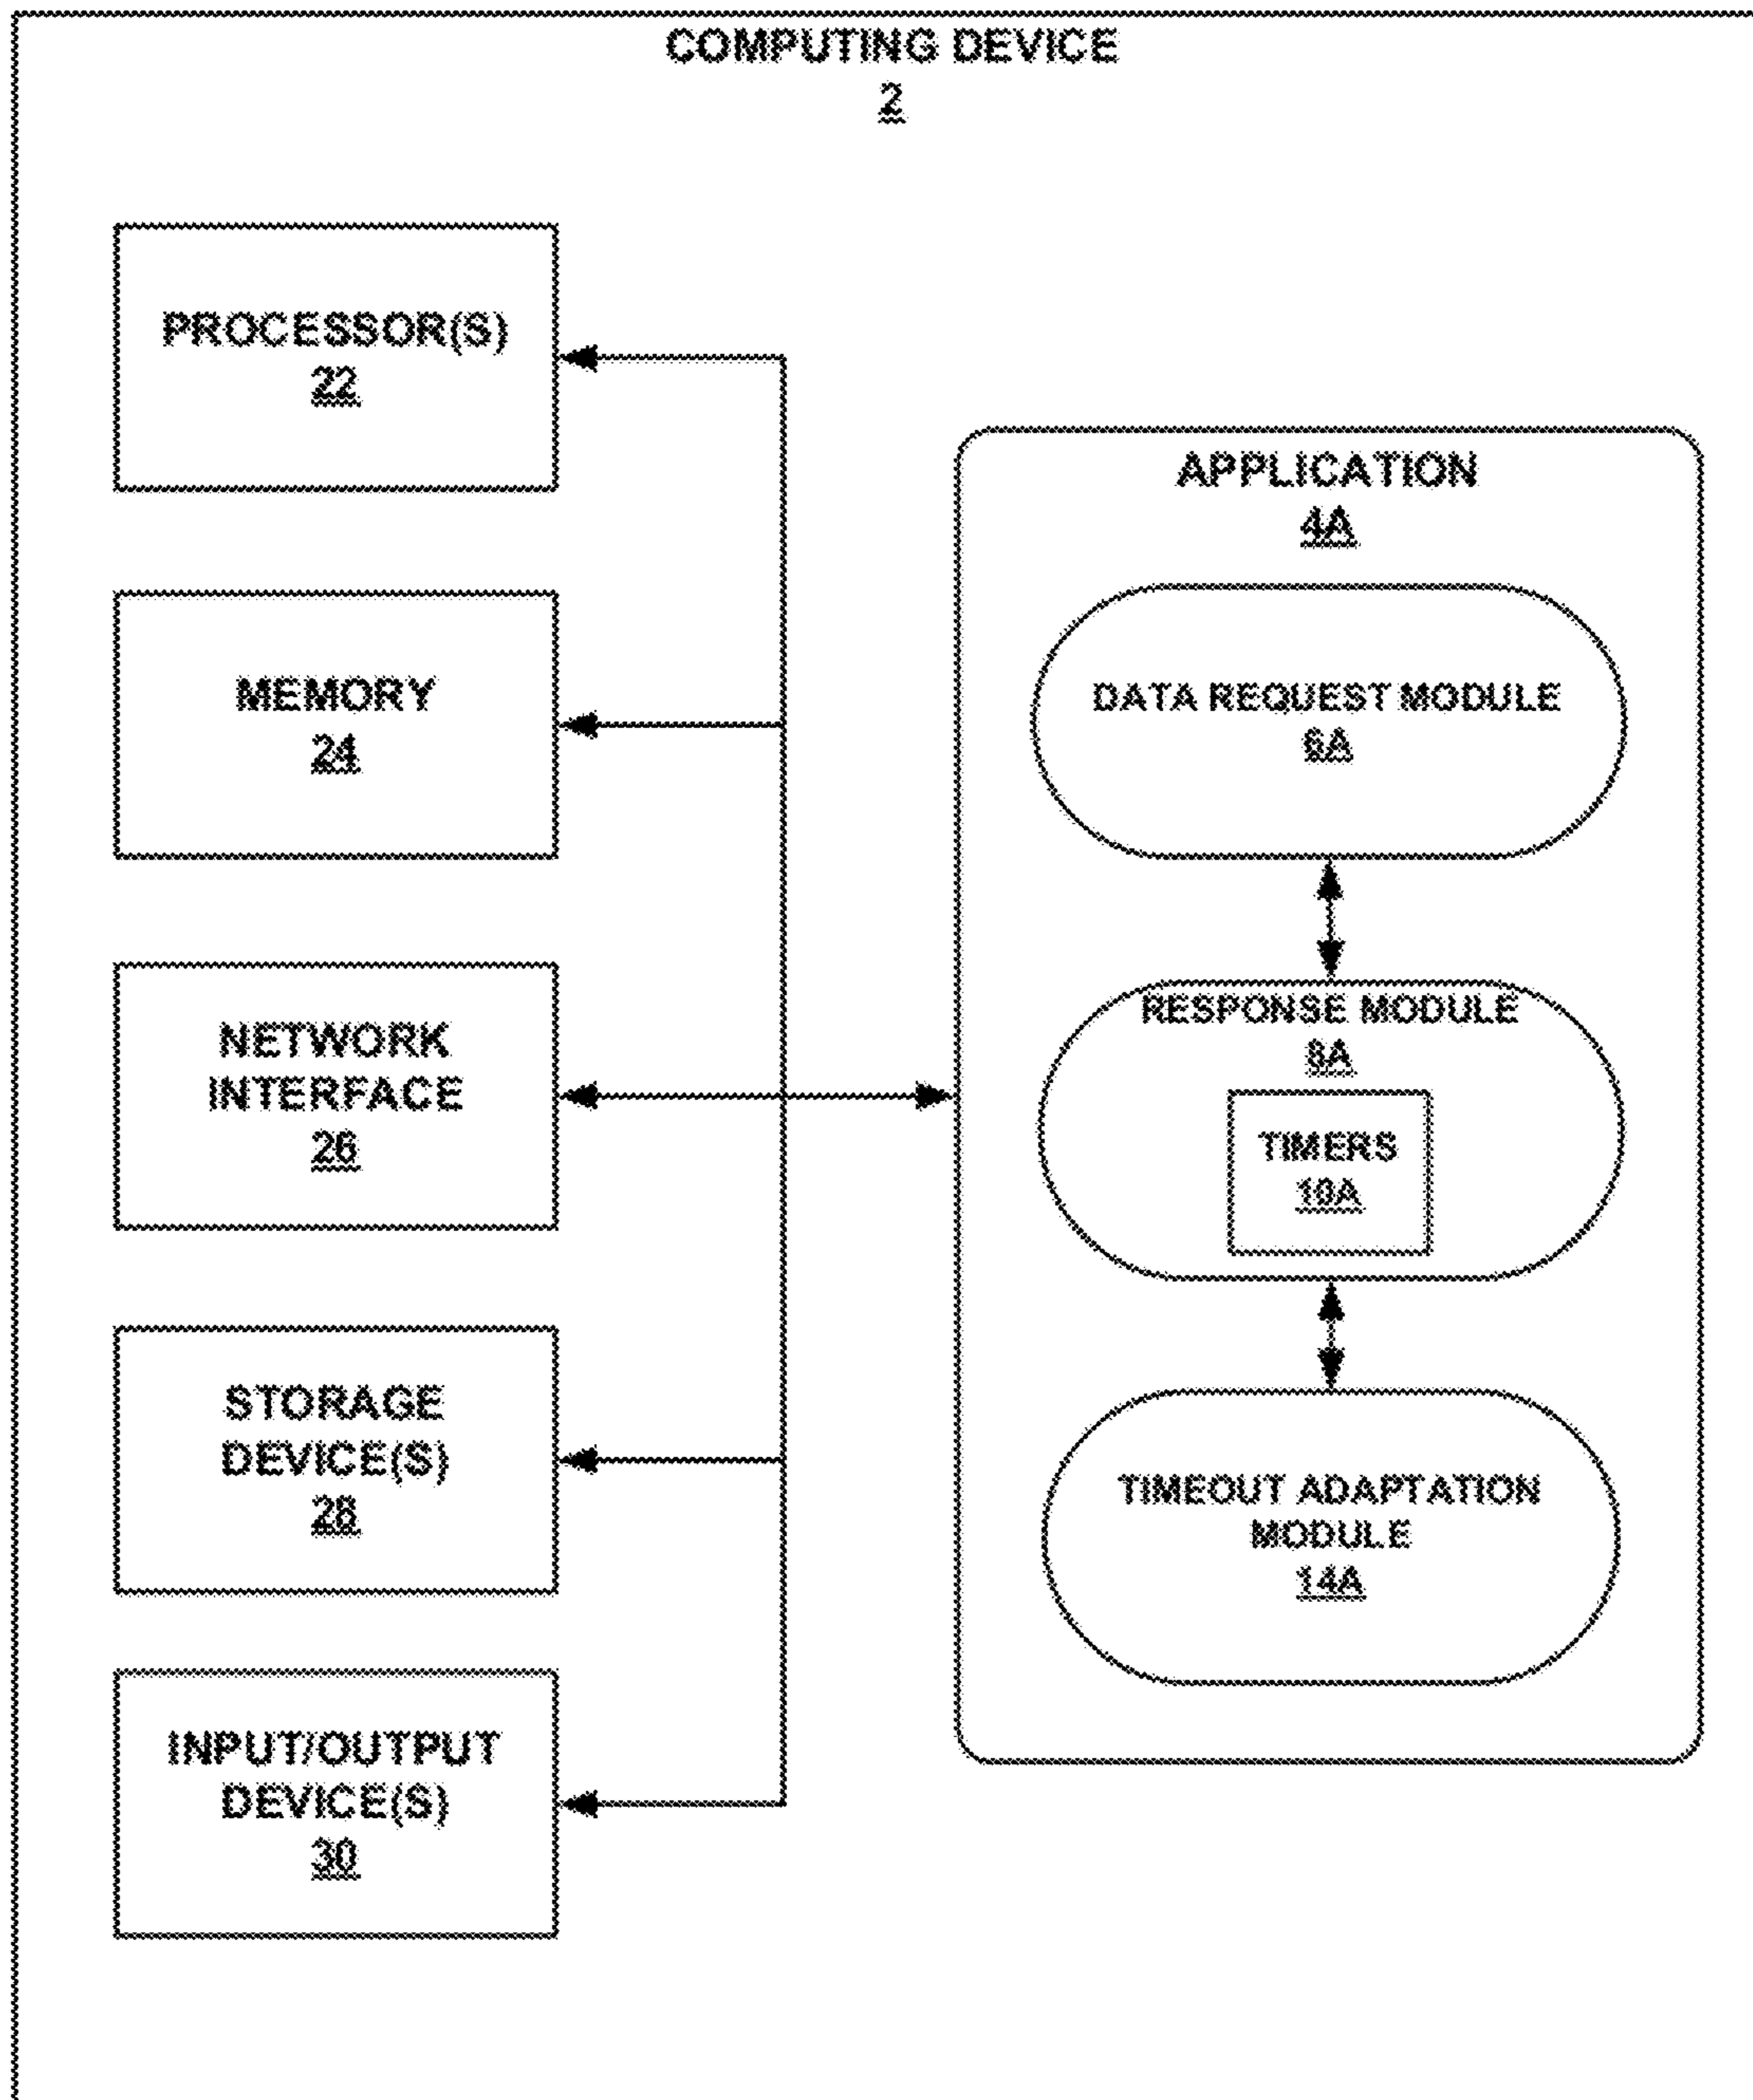 COMPUTING DEVICE
2
PROCESSOR(S)
22
MEMORY
24
NETWORK
INTERFACE
26
STORAGE
DEVICE(S)
28
INPUT/OUTPUT
DEVICE(S)
30
APPLICATION
4A
DATA REQUEST MODULE
6A
RESPONSE MODULE
8A
TIMERS
10A
TIMEOUT ADAPTATION
MODULE
14A